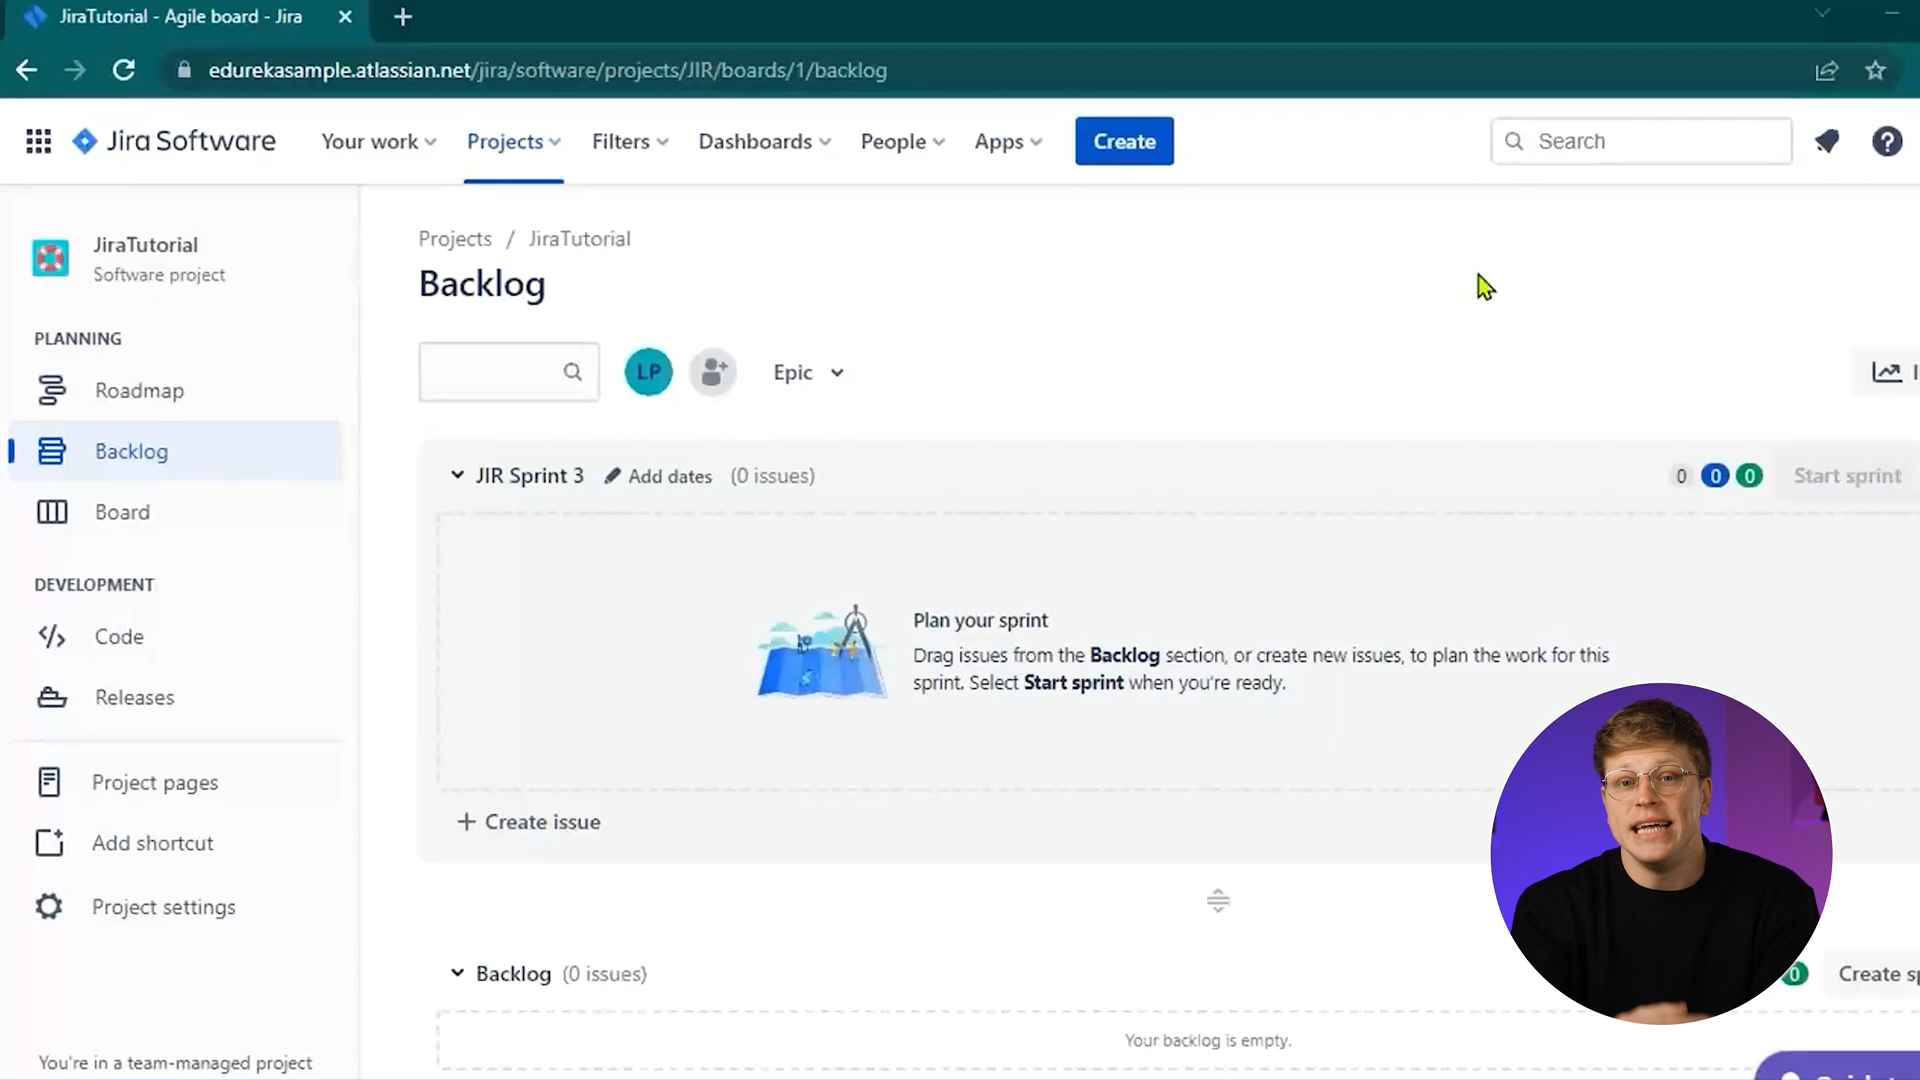 JiraTutorial - Agile board - Jira
edurekasample.atlassian.net/jira/software/projects/JIR/boards/1/backlog
Jira Software
Your work
Projects
Filters
Dashboards
People
Apps
Create
Search
JiraTutorial
Software project
PLANNING
Roadmap
Backlog
Board
DEVELOPMENT
Code
Releases
Project pages
Add shortcut
Project settings
You're in a team-managed project
Projects / JiraTutorial
Backlog
LP
Epic
JIR Sprint 3 Add dates (0 issues)
0 0 0 Start sprint
Plan your sprint
Drag issues from the Backlog section, or create new issues, to plan the work for this
sprint. Select Start sprint when you're ready.
+ Create issue
Backlog (0 issues)
0 Create sp
Your backlog is empty.